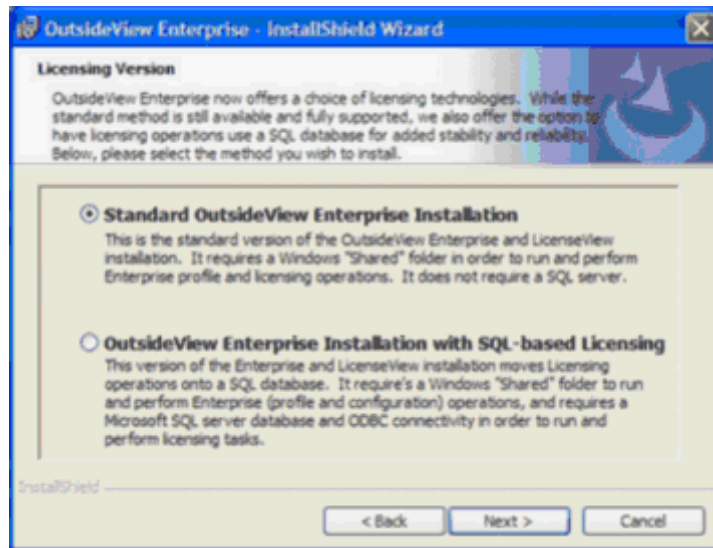 OutsideView Enterprise - InstallShield Wizard
Licensing Version
OutsideView Enterprise now offers a choice of licensing technologies.  While the
standard method is still available and fully supported, we also offer the option to
have licensing operations use a SQL database for added stability and reliability.
Below, please select the method you wish to install.
Standard OutsideView Enterprise Installation
This is the standard version of the OutsideView Enterprise and LicenseView
installation.  It requires a Windows "Shared" folder in order to run and perform
Enterprise profile and licensing operations.  It does not require a SQL server.
OutsideView Enterprise Installation with SQL-based Licensing
This version of the Enterprise and LicenseView installation moves Licensing
operations onto a SQL database.  It require's a Windows "Shared" folder to run
and perform Enterprise (profile and configuration) operations, and requires a
Microsoft SQL server database and ODBC connectivity in order to run and
perform licensing tasks.
InstallShield
< Back
Next >
Cancel